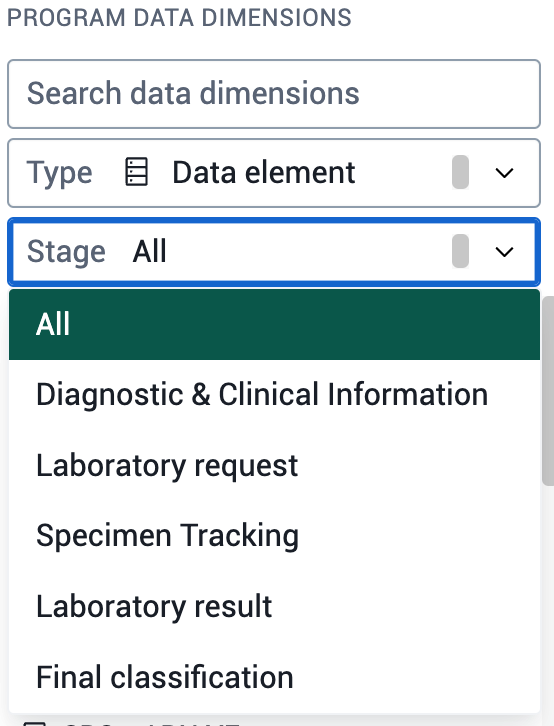 PROGRAM DATA DIMENSIONS
Search data dimensions
Type Data element
Stage All
All
Diagnostic & Clinical Information
Laboratory request
Specimen Tracking
Laboratory result
Final classification